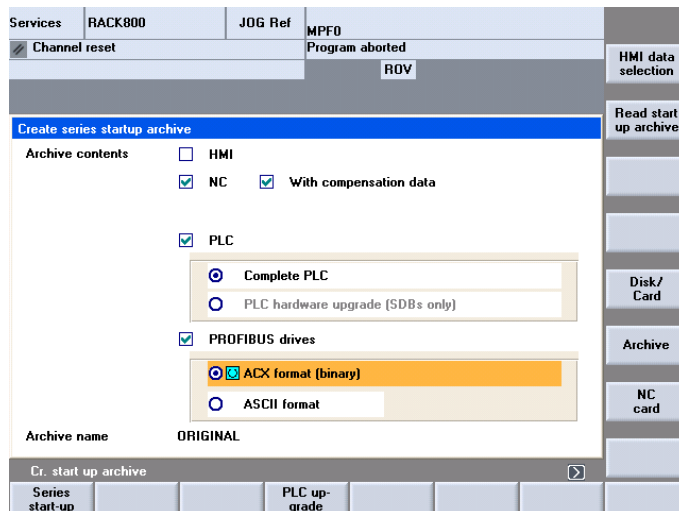 Services RACK800 JOG Ref MPF0
Channel reset Program aborted
ROV
HMI data
selection
Read start
up archive
Create series startup archive
Archive contents HMI
NC With compensation data
PLC
Complete PLC
PLC hardware upgrade (SDBs only)
Disk/
Card
PROFIBUS drives
Archive
ACX format (binary)
ASCII format
NC
card
Archive name ORIGINAL
Cr. start up archive
Series
start-up
PLC up-
grade